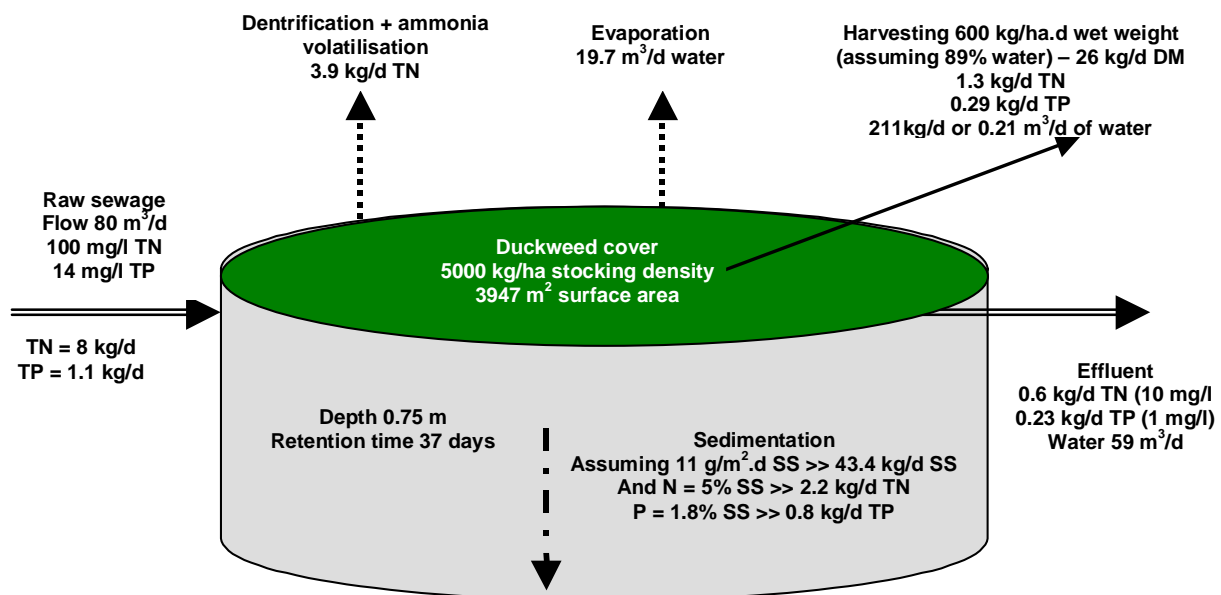 Dentrification + ammonia
volatilisation
3.9 kg/d TN
Evaporation
19.7 m³/d water
Harvesting 600 kg/ha.d wet weight
(assuming 89% water) – 26 kg/d DM
1.3 kg/d TN
0.29 kg/d TP
211kg/d or 0.21 m³/d of water
Raw sewage
Flow 80 m³/d
100 mg/l TN
14 mg/l TP
TN = 8 kg/d
TP = 1.1 kg/d
Duckweed cover
5000 kg/ha stocking density
3947 m² surface area
Depth 0.75 m
Retention time 37 days
Sedimentation
Assuming 11 g/m².d SS >> 43.4 kg/d SS
And N = 5% SS >> 2.2 kg/d TN
P = 1.8% SS >> 0.8 kg/d TP
Effluent
0.6 kg/d TN (10 mg/l
0.23 kg/d TP (1 mg/l)
Water 59 m³/d